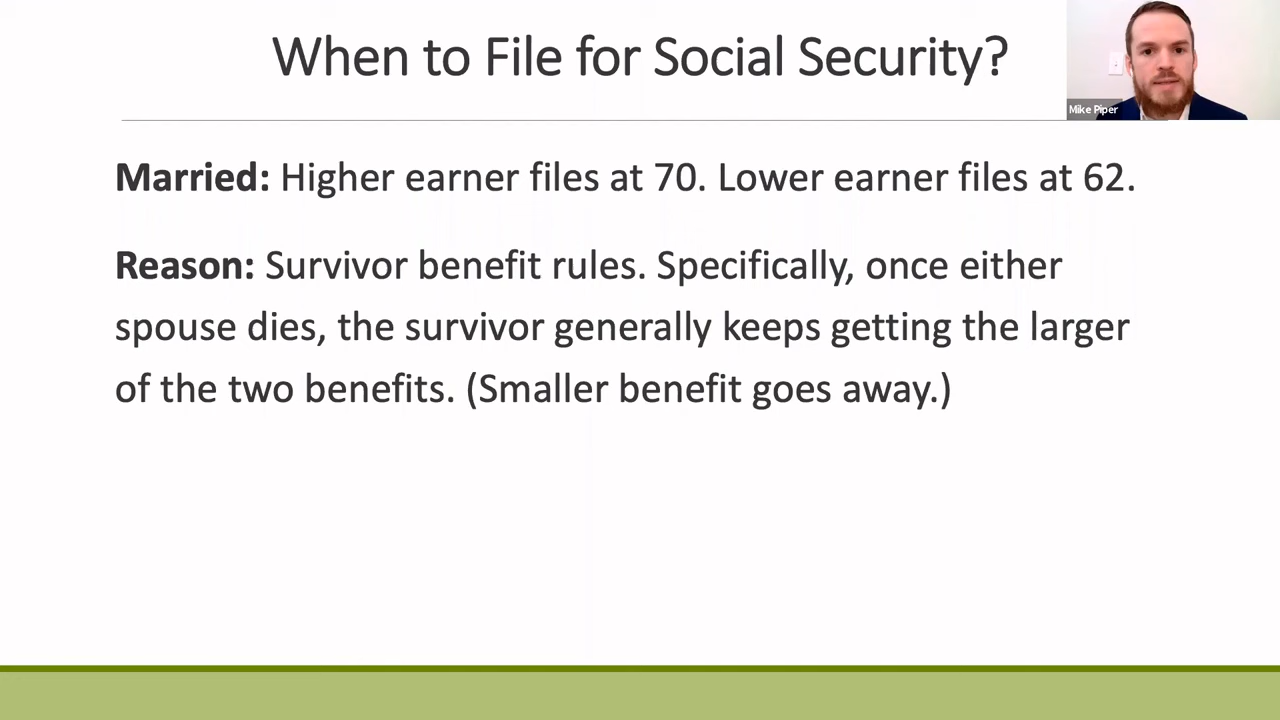 When to File for Social Security?
Mike Piper
Married: Higher earner files at 70. Lower earner files at 62.
Reason: Survivor benefit rules. Specifically, once either
spouse dies, the survivor generally keeps getting the larger
of the two benefits. (Smaller benefit goes away.)